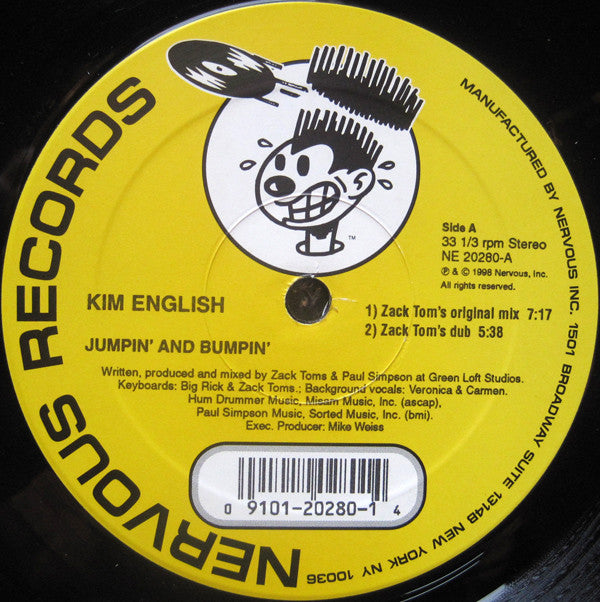 NERVOUS RECORDS
MANUFACTURED BY NERVOUS INC. 1501 BROADWAY SUITE 1314B NEW YORK NY 10036
TM
Side A
33 1/3 rpm Stereo
NE 20280-A
℗ & © 1998 Nervous, Inc.
All rights reserved.
KIM ENGLISH
JUMPIN' AND BUMPIN'
1) Zack Tom's original mix 7:17
2) Zack Tom's dub 5:38
Written, produced and mixed by Zack Toms & Paul Simpson at Green Loft Studios.
Keyboards: Big Rick & Zack Toms.; Background vocals: Veronica & Carmen.
Hum Drummer Music, Misam Music, Inc. (ascap),
Paul Simpson Music, Sorted Music, Inc. (bmi).
Exec. Producer: Mike Weiss
0 9101-20280-1 4